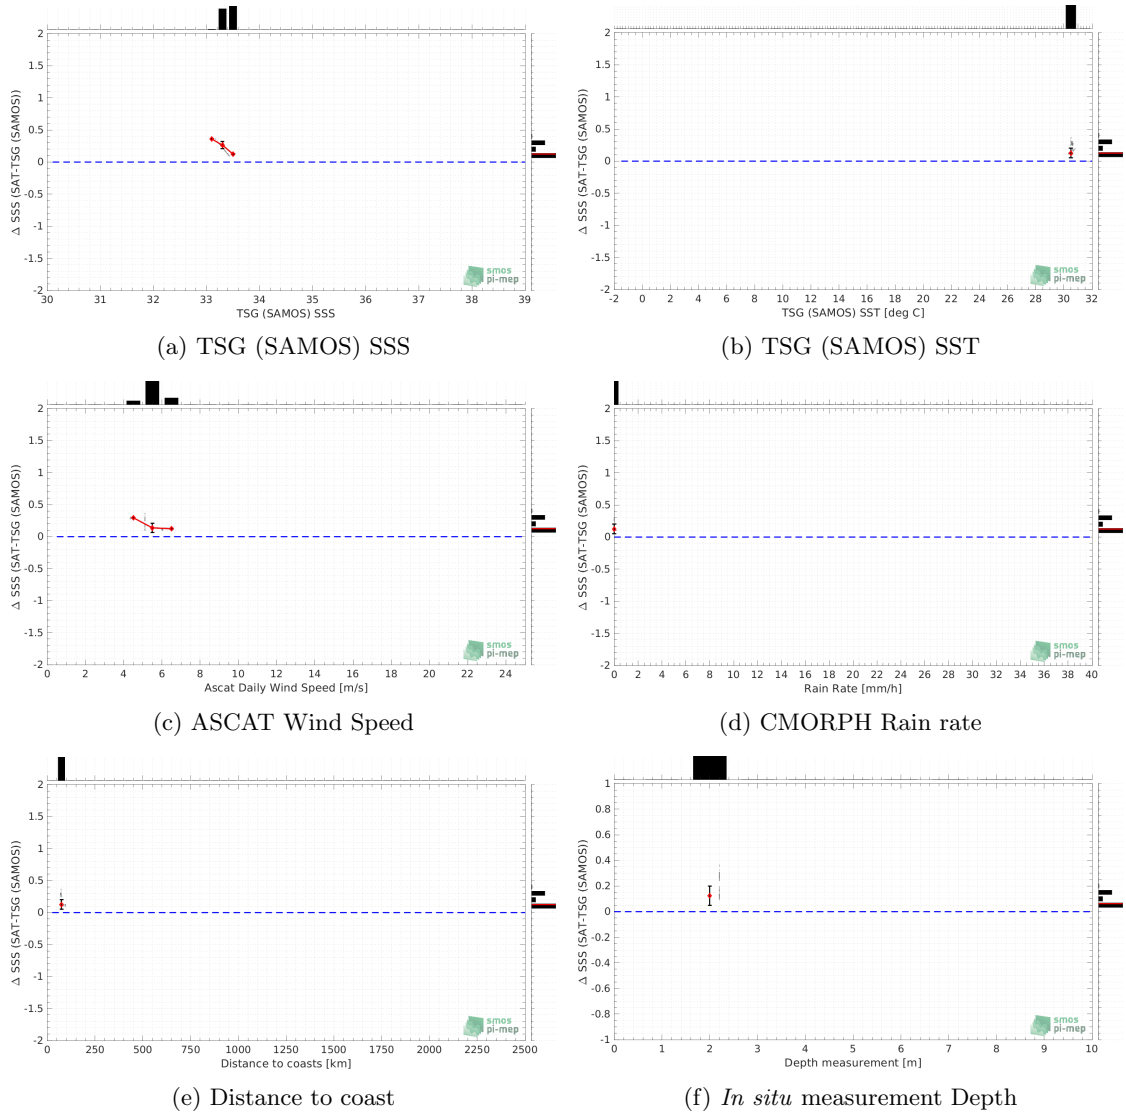 2
1.5
1
0.5
0
-0.5
-1
-1.5
-2
Δ SSS (SAT-TSG (SAMOS))
30 31 32 33 34 35 36 37 38 39
TSG (SAMOS) SSS
smos
pi-mep
(a) TSG (SAMOS) SSS
2
1.5
1
0.5
0
-0.5
-1
-1.5
-2
Δ SSS (SAT-TSG (SAMOS))
-2 0 2 4 6 8 10 12 14 16 18 20 22 24 26 28 30 32
TSG (SAMOS) SST [deg C]
smos
pi-mep
(b) TSG (SAMOS) SST
2
1.5
1
0.5
0
-0.5
-1
-1.5
-2
Δ SSS (SAT-TSG (SAMOS))
0 2 4 6 8 10 12 14 16 18 20 22 24
Ascat Daily Wind Speed [m/s]
smos
pi-mep
(c) ASCAT Wind Speed
2
1.5
1
0.5
0
-0.5
-1
-1.5
-2
Δ SSS (SAT-TSG (SAMOS))
0 2 4 6 8 10 12 14 16 18 20 22 24 26 28 30 32 34 36 38 40
Rain Rate [mm/h]
smos
pi-mep
(d) CMORPH Rain rate
2
1.5
1
0.5
0
-0.5
-1
-1.5
-2
Δ SSS (SAT-TSG (SAMOS))
0 250 500 750 1000 1250 1500 1750 2000 2250 2500
Distance to coasts [km]
smos
pi-mep
(e) Distance to coast
1
0.8
0.6
0.4
0.2
0
-0.2
-0.4
-0.6
-0.8
-1
Δ SSS (SAT-TSG (SAMOS))
0 1 2 3 4 5 6 7 8 9 10
Depth measurement [m]
smos
pi-mep
(f) In situ measurement Depth